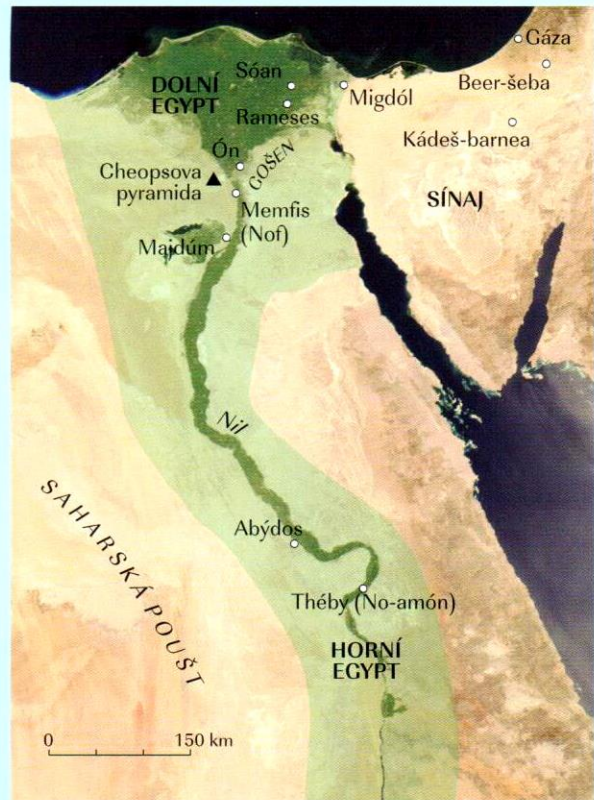 Gáza
Beer-šeba
DOLNÍ
EGYPT
Sóan
Migdól
Rameses
Kádeš-barnea
Ón
GOŠEN
Cheopsova
pyramida
SÍNAJ
Memfis
(Nof)
Majdúm
Nil
SAHARSKÁ POUŠŤ
Abýdos
Théby (No-amón)
HORNÍ
EGYPT
0 150 km